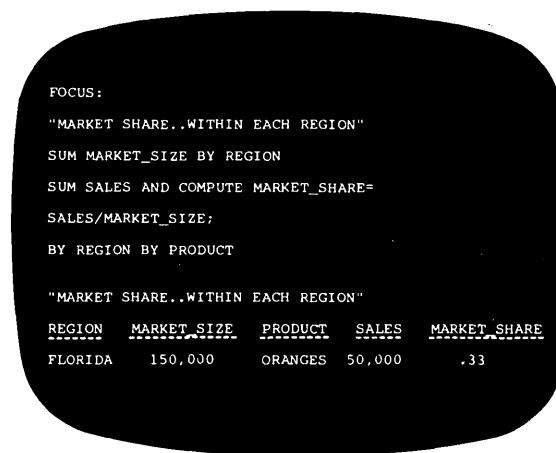 FOCUS:
"MARKET SHARE..WITHIN EACH REGION"
SUM MARKET_SIZE BY REGION
SUM SALES AND COMPUTE MARKET_SHARE=
SALES/MARKET_SIZE;
BY REGION BY PRODUCT
"MARKET SHARE..WITHIN EACH REGION"
REGION MARKET_SIZE PRODUCT SALES MARKET_SHARE
FLORIDA 150,000 ORANGES 50,000 .33